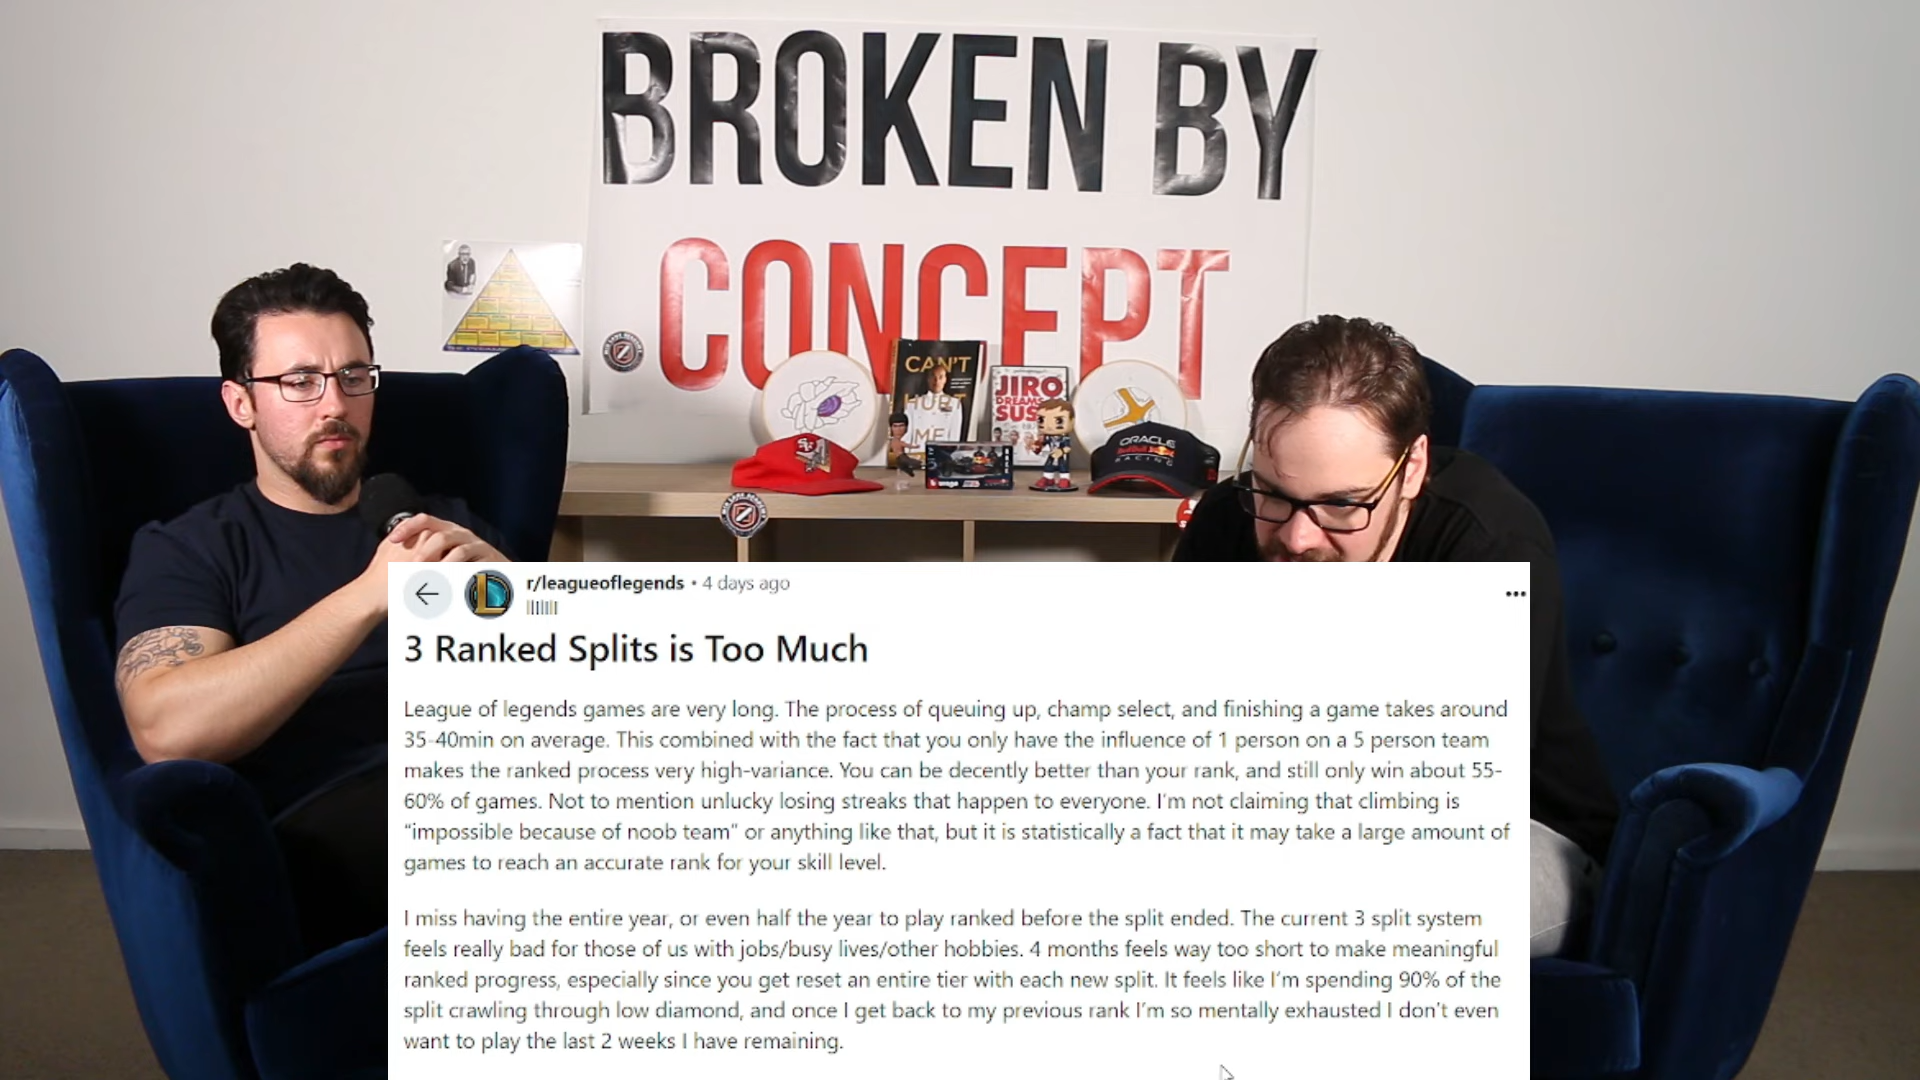 BROKEN BY
CONCEPT
CAN'T
HURT
ME
JIRO
DREAMS
SUS
ORACLE
Red Bull
RACING
r/leagueoflegends • 4 days ago
3 Ranked Splits is Too Much
League of legends games are very long. The process of queuing up, champ select, and finishing a game takes around
35-40min on average. This combined with the fact that you only have the influence of 1 person on a 5 person team
makes the ranked process very high-variance. You can be decently better than your rank, and still only win about 55-
60% of games. Not to mention unlucky losing streaks that happen to everyone. I'm not claiming that climbing is
“impossible because of noob team” or anything like that, but it is statistically a fact that it may take a large amount of
games to reach an accurate rank for your skill level.
I miss having the entire year, or even half the year to play ranked before the split ended. The current 3 split system
feels really bad for those of us with jobs/busy lives/other hobbies. 4 months feels way too short to make meaningful
ranked progress, especially since you get reset an entire tier with each new split. It feels like I'm spending 90% of the
split crawling through low diamond, and once I get back to my previous rank I'm so mentally exhausted I don't even
want to play the last 2 weeks I have remaining.